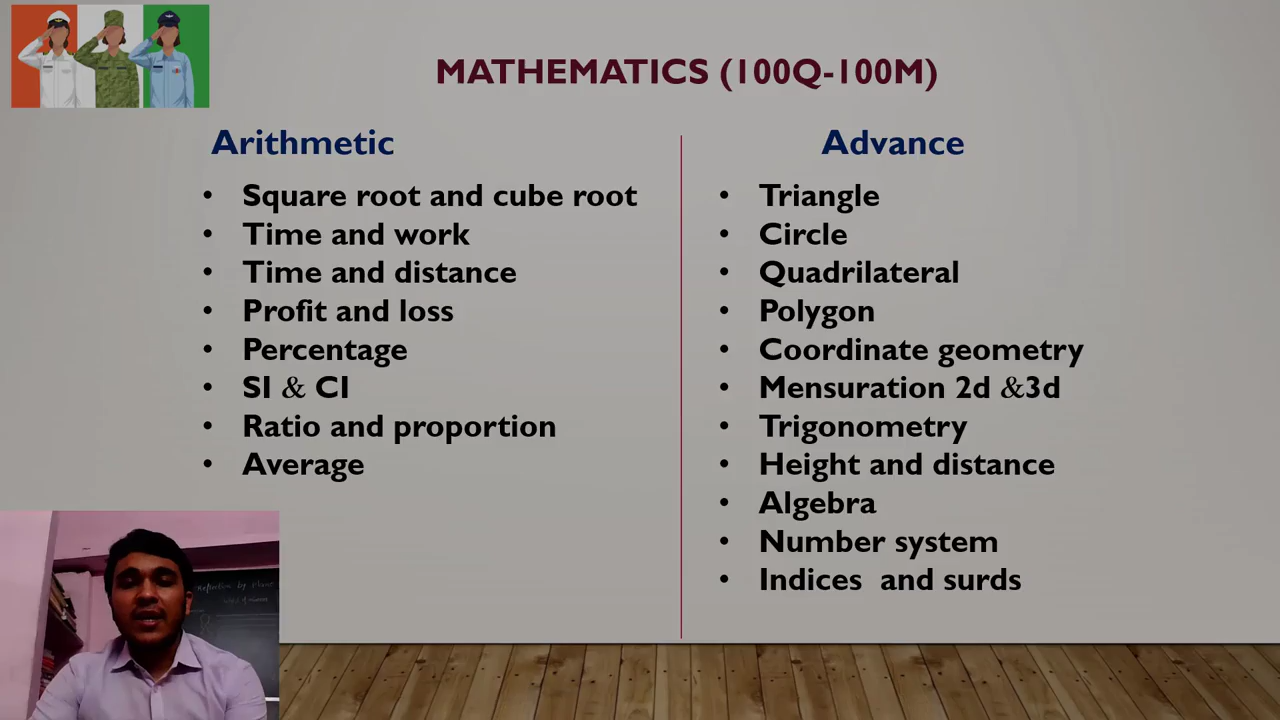 MATHEMATICS (100Q-100M)
Arithmetic
• Square root and cube root
• Time and work
• Time and distance
• Profit and loss
• Percentage
• SI & CI
• Ratio and proportion
• Average
Advance
• Triangle
• Circle
• Quadrilateral
• Polygon
• Coordinate geometry
• Mensuration 2d &3d
• Trigonometry
• Height and distance
• Algebra
• Number system
• Indices and surds